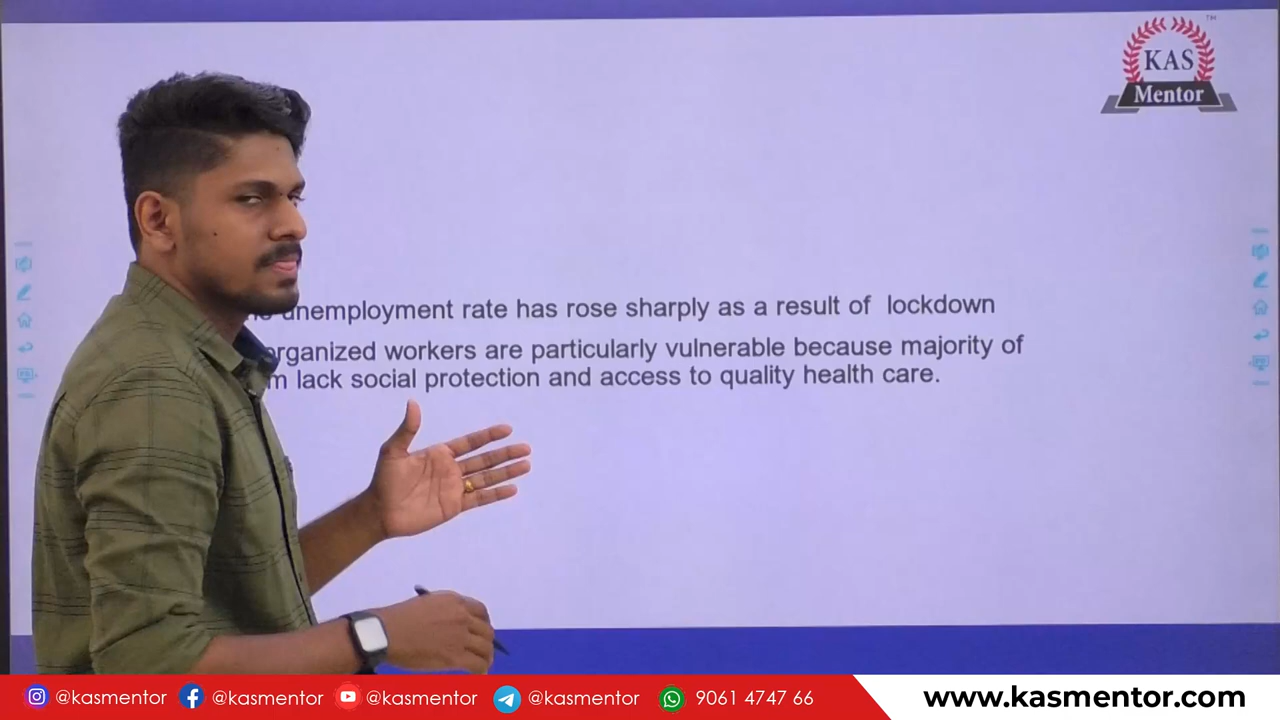 KAS
Mentor
TM
unemployment rate has rose sharply as a result of lockdown
organized workers are particularly vulnerable because majority of
m lack social protection and access to quality health care.
@kasmentor @kasmentor @kasmentor @kasmentor 9061 4747 66
www.kasmentor.com